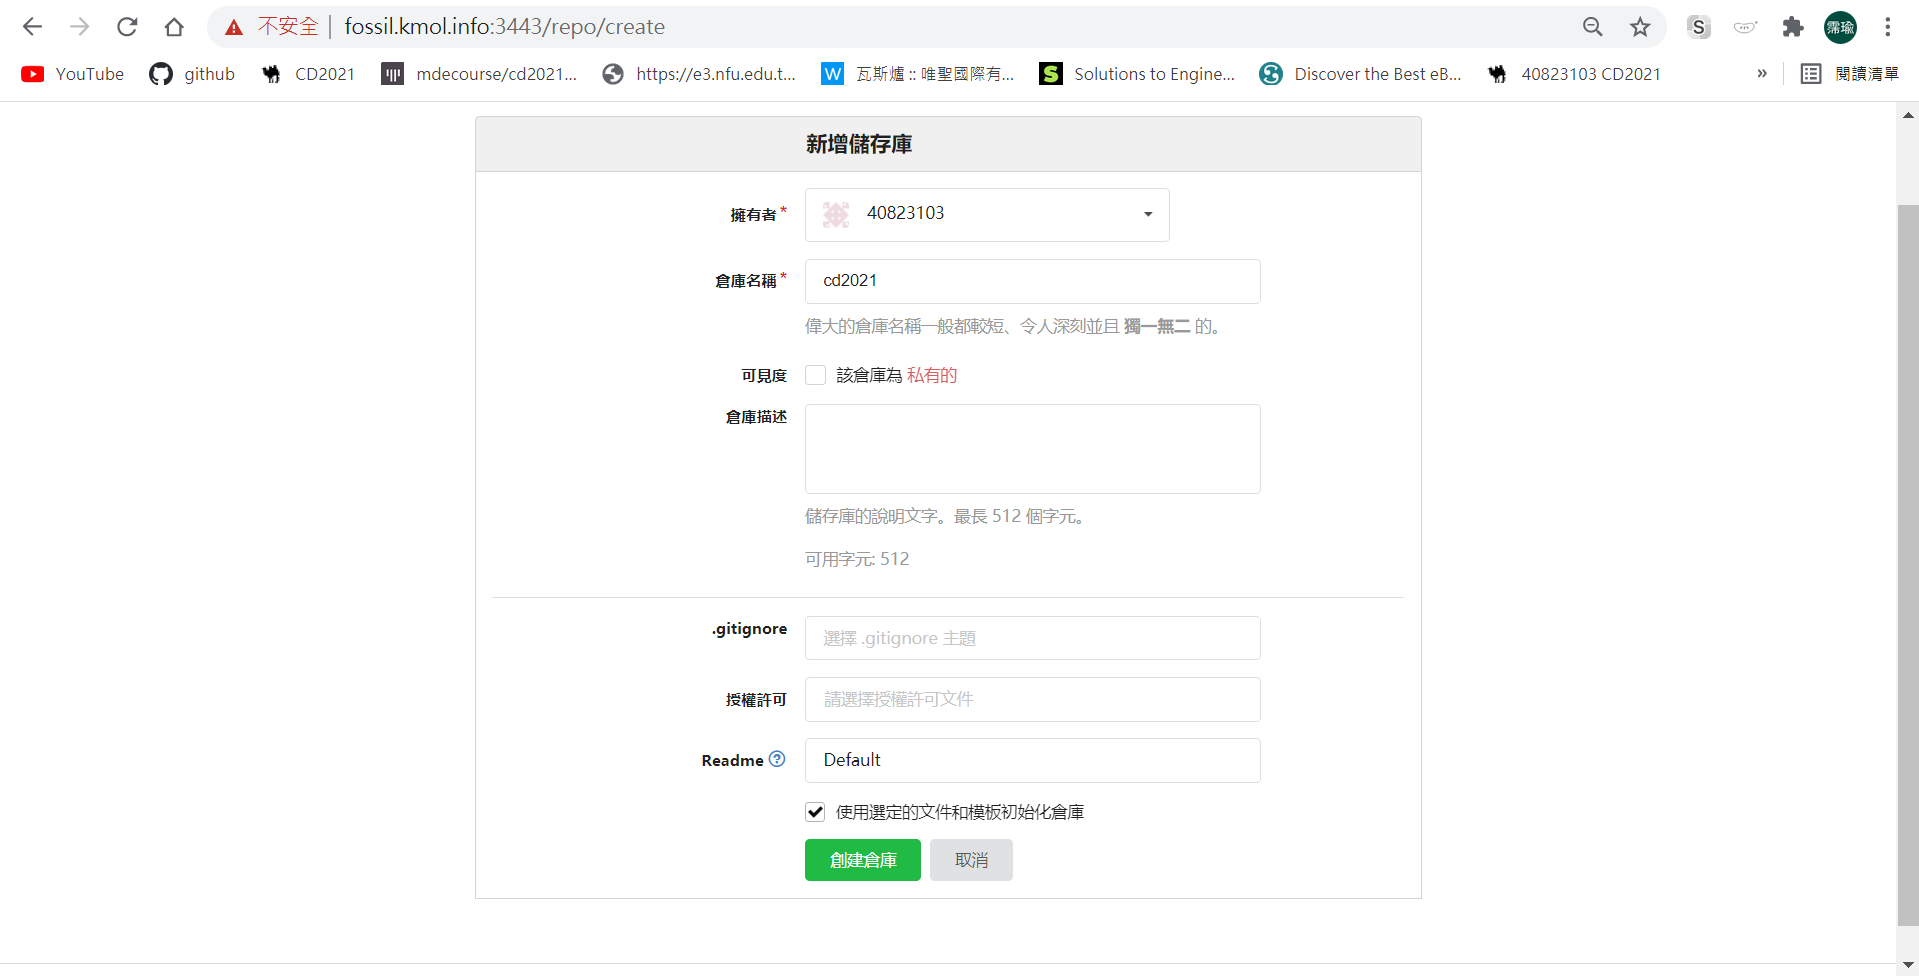 不安全 fossil.kmol.info:3443/repo/create S 霈瑜
YouTube github CD2021 mdecourse/cd2021... https://e3.nfu.edu.t... W 瓦斯爐 :: 唯聖國際有... S Solutions to Engine... S Discover the Best eB... 40823103 CD2021 » 閱讀清單
新增儲存庫
擁有者* 40823103
倉庫名稱* cd2021
偉大的倉庫名稱一般都較短、令人深刻並且 獨一無二 的。
可見度 該倉庫為 私有的
倉庫描述
儲存庫的說明文字。最長 512 個字元。
可用字元: 512
.gitignore 選擇 .gitignore 主題
授權許可 請選擇授權許可文件
Readme ? Default
使用選定的文件和模板初始化倉庫
創建倉庫 取消